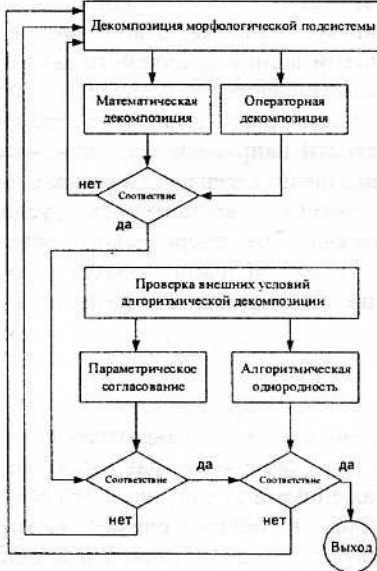 Декомпозиция морфологической подсистемы
Математическая
декомпозиция
Операторная
декомпозиция
нет
Соответствие
да
Проверка внешних условий
алгоритмической декомпозиции
Параметрическое
согласование
Алгоритмическая
однородность
Соответствие
да
Соответствие
да
нет
нет
Выход